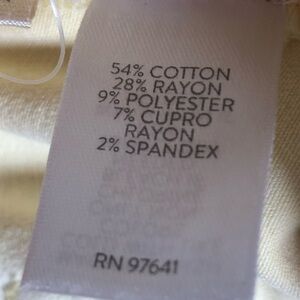 54% COTTON
28% RAYON
9% POLYESTER
7% CUPRO
RAYON
2% SPANDEX
RN 97641